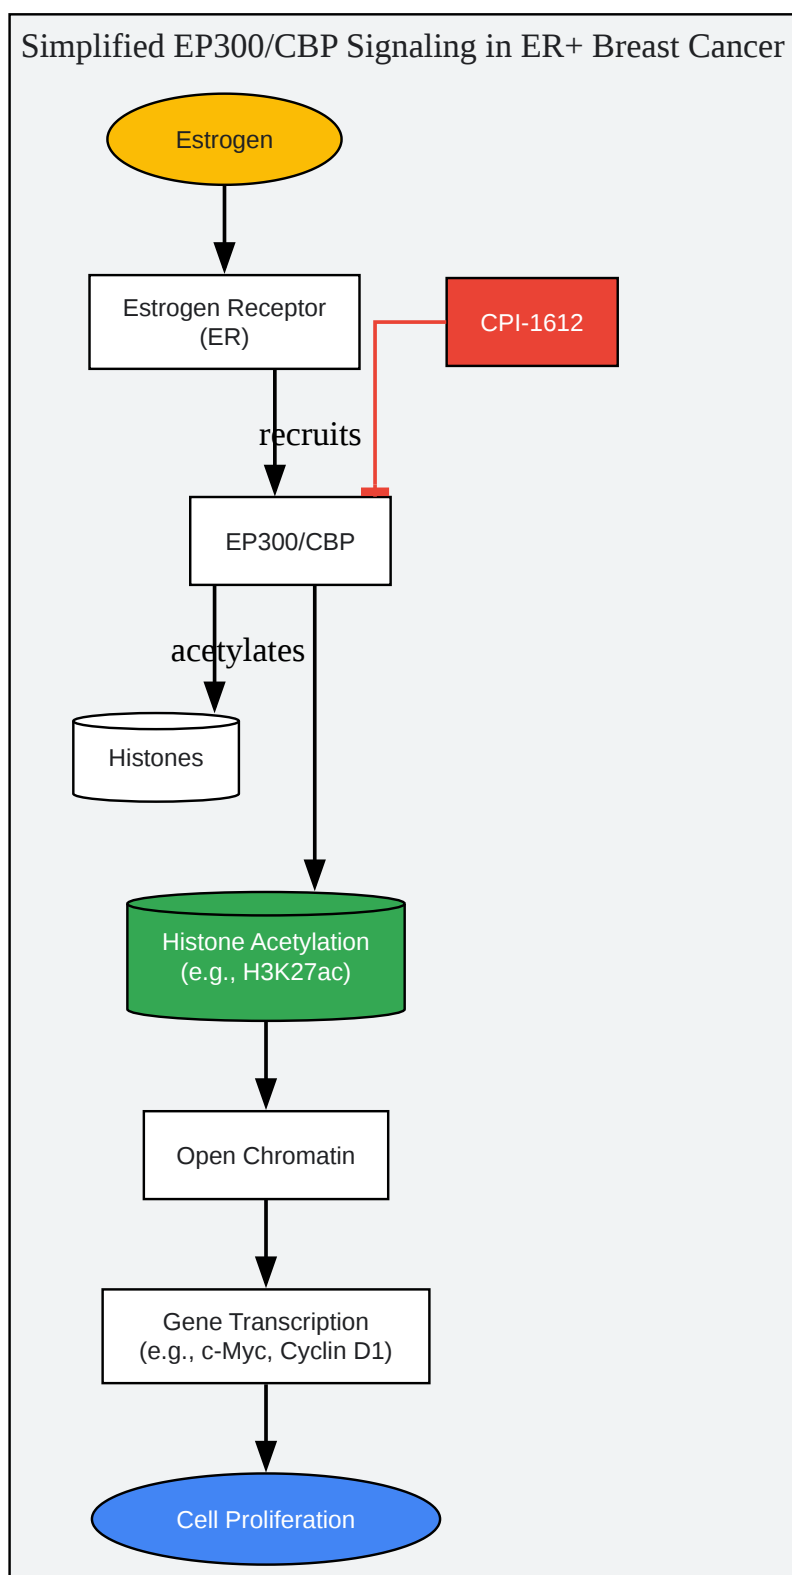 Simplified EP300/CBP Signaling in ER+ Breast Cancer
Estrogen
Estrogen Receptor
(ER)
CPI-1612
recruits
EP300/CBP
acetylates
Histones
Histone Acetylation
(e.g., H3K27ac)
Open Chromatin
Gene Transcription
(e.g., c-Myc, Cyclin D1)
Cell Proliferation